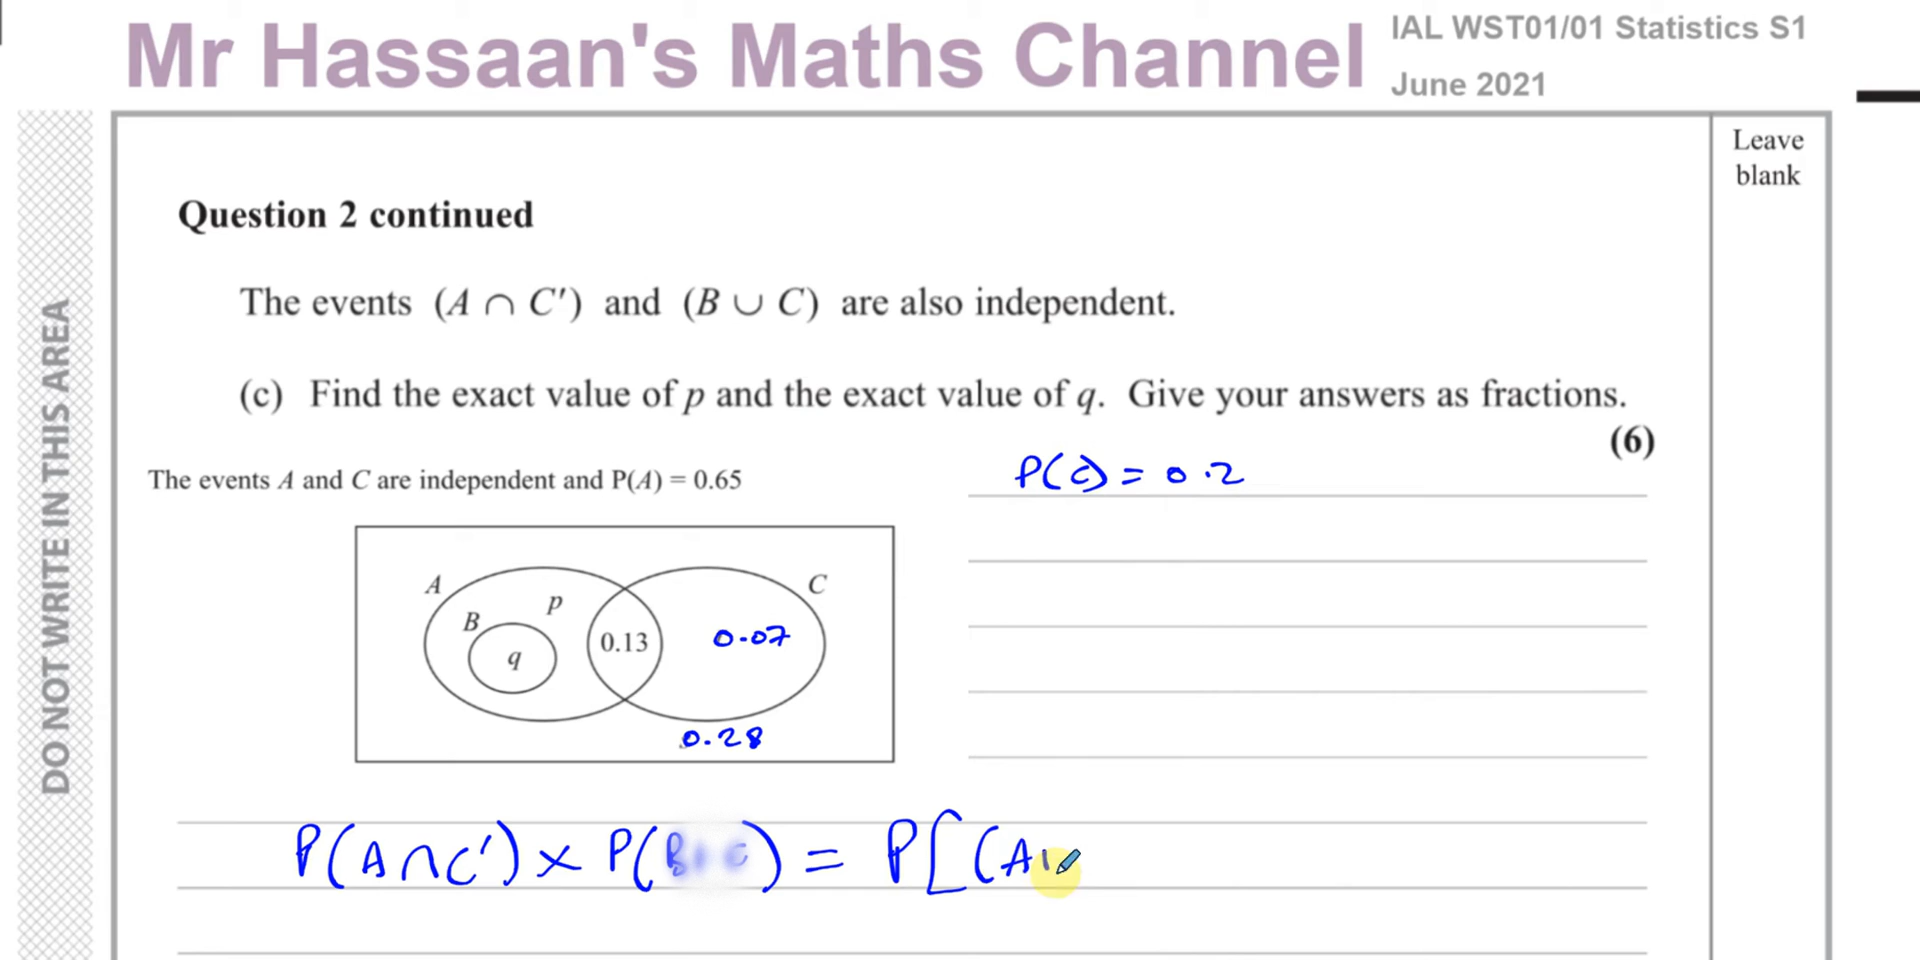 Mr Hassaan's Maths Channel
IAL WST01/01 Statistics S1
June 2021
Leave
blank
DO NOT WRITE IN THIS AREA
Question 2 continued
The events (A ∩ C′) and (B ∪ C) are also independent.
(c) Find the exact value of p and the exact value of q. Give your answers as fractions.
(6)
The events A and C are independent and P(A) = 0.65
P(C) = 0.2
A
C
p
B
q
0.13
0.07
0.28
P(A∩C') × P( ) = P[(A